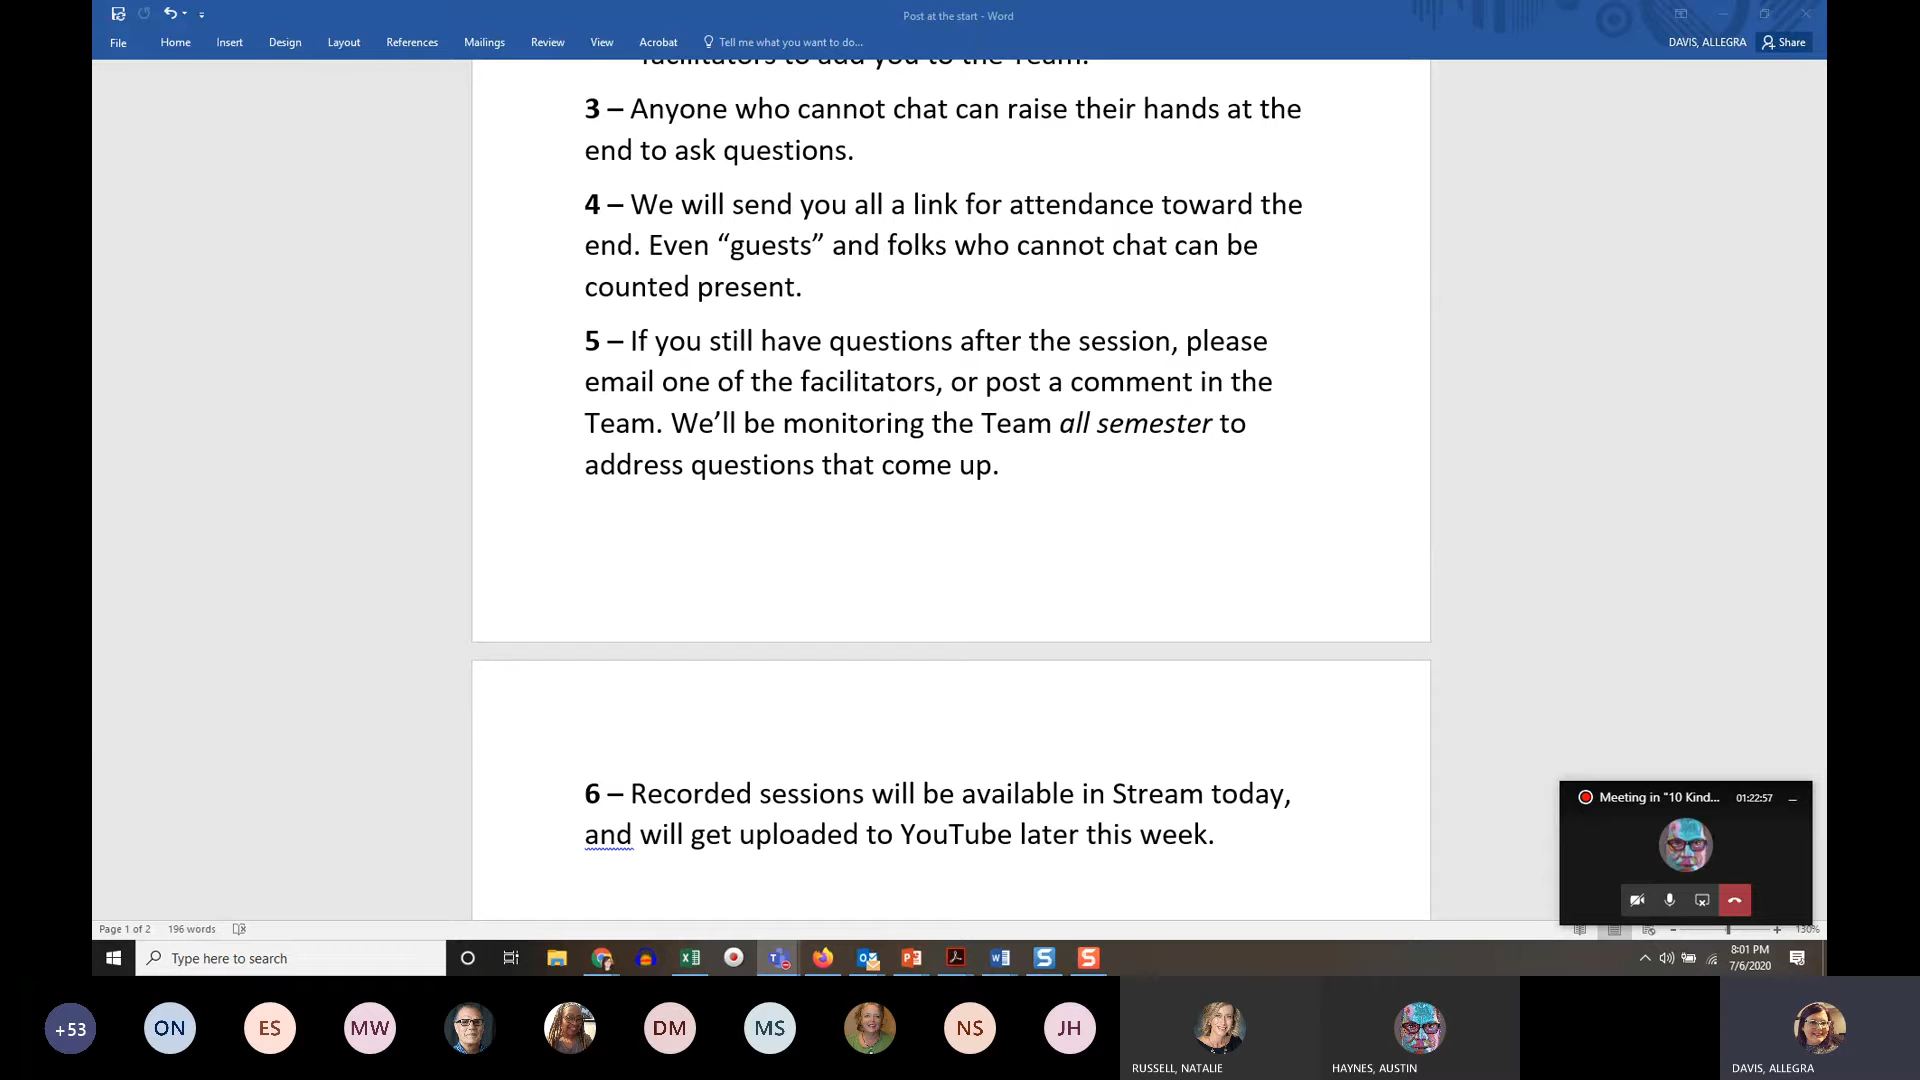 Post at the start - Word
File Home Insert Design Layout References Mailings Review View Acrobat Tell me what you want to do... DAVIS, ALLEGRA Share
facilitators to add you to the Team.
3 – Anyone who cannot chat can raise their hands at the
end to ask questions.
4 – We will send you all a link for attendance toward the
end. Even “guests” and folks who cannot chat can be
counted present.
5 – If you still have questions after the session, please
email one of the facilitators, or post a comment in the
Team. We’ll be monitoring the Team all semester to
address questions that come up.
6 – Recorded sessions will be available in Stream today,
and will get uploaded to YouTube later this week.
Meeting in "10 Kind... 01:22:57
Page 1 of 2 196 words 130%
Type here to search
8:01 PM
7/6/2020
+53 ON ES MW DM MS NS JH
RUSSELL, NATALIE HAYNES, AUSTIN DAVIS, ALLEGRA